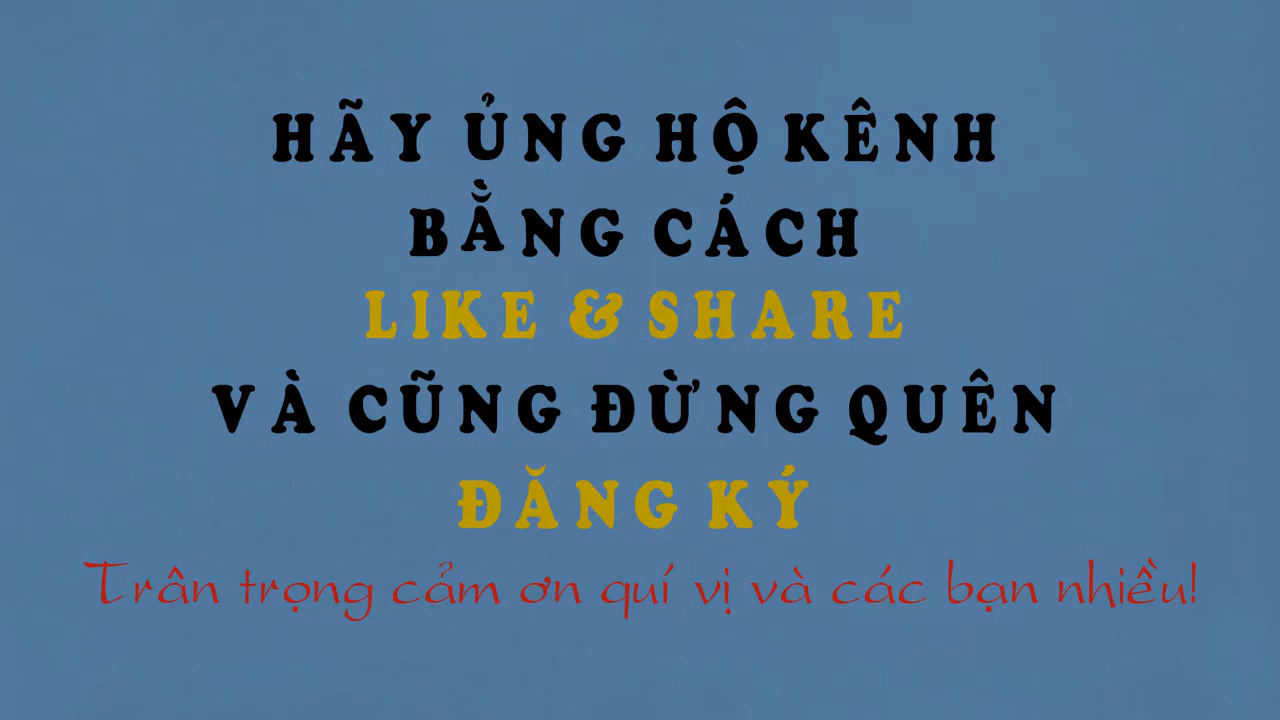 HÃY ỦNG HỘ KÊNH
BẰNG CÁCH
LIKE & SHARE
VÀ CŨNG ĐỪNG QUÊN
ĐĂNG KÝ
Trân trọng cảm ơn quí vị và các bạn nhiều!